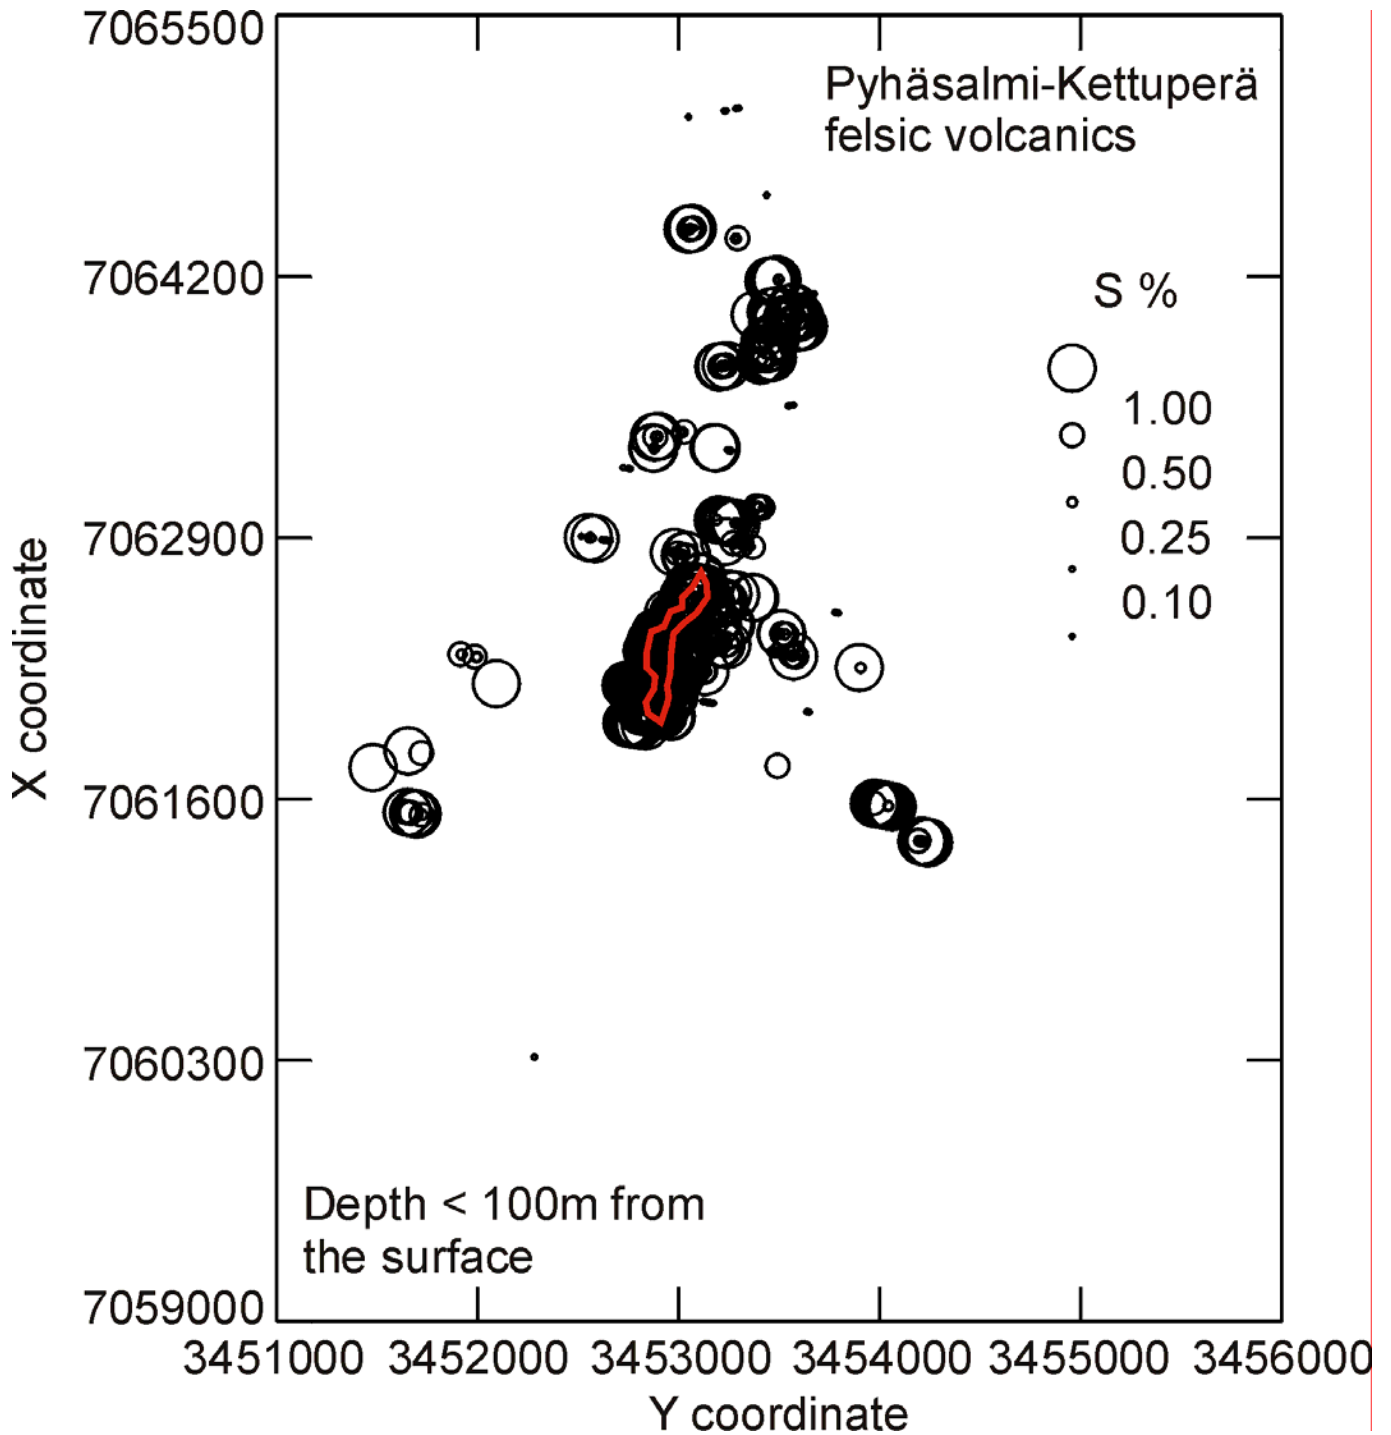 7065500
Pyhäsalmi-Kettuperä
felsic volcanics
7064200
S %
1.00
0.50
7062900
0.25
0.10
X coordinate
7061600
7060300
Depth < 100m from
the surface
7059000
3451000 3452000 3453000 3454000 3455000 3456000
Y coordinate